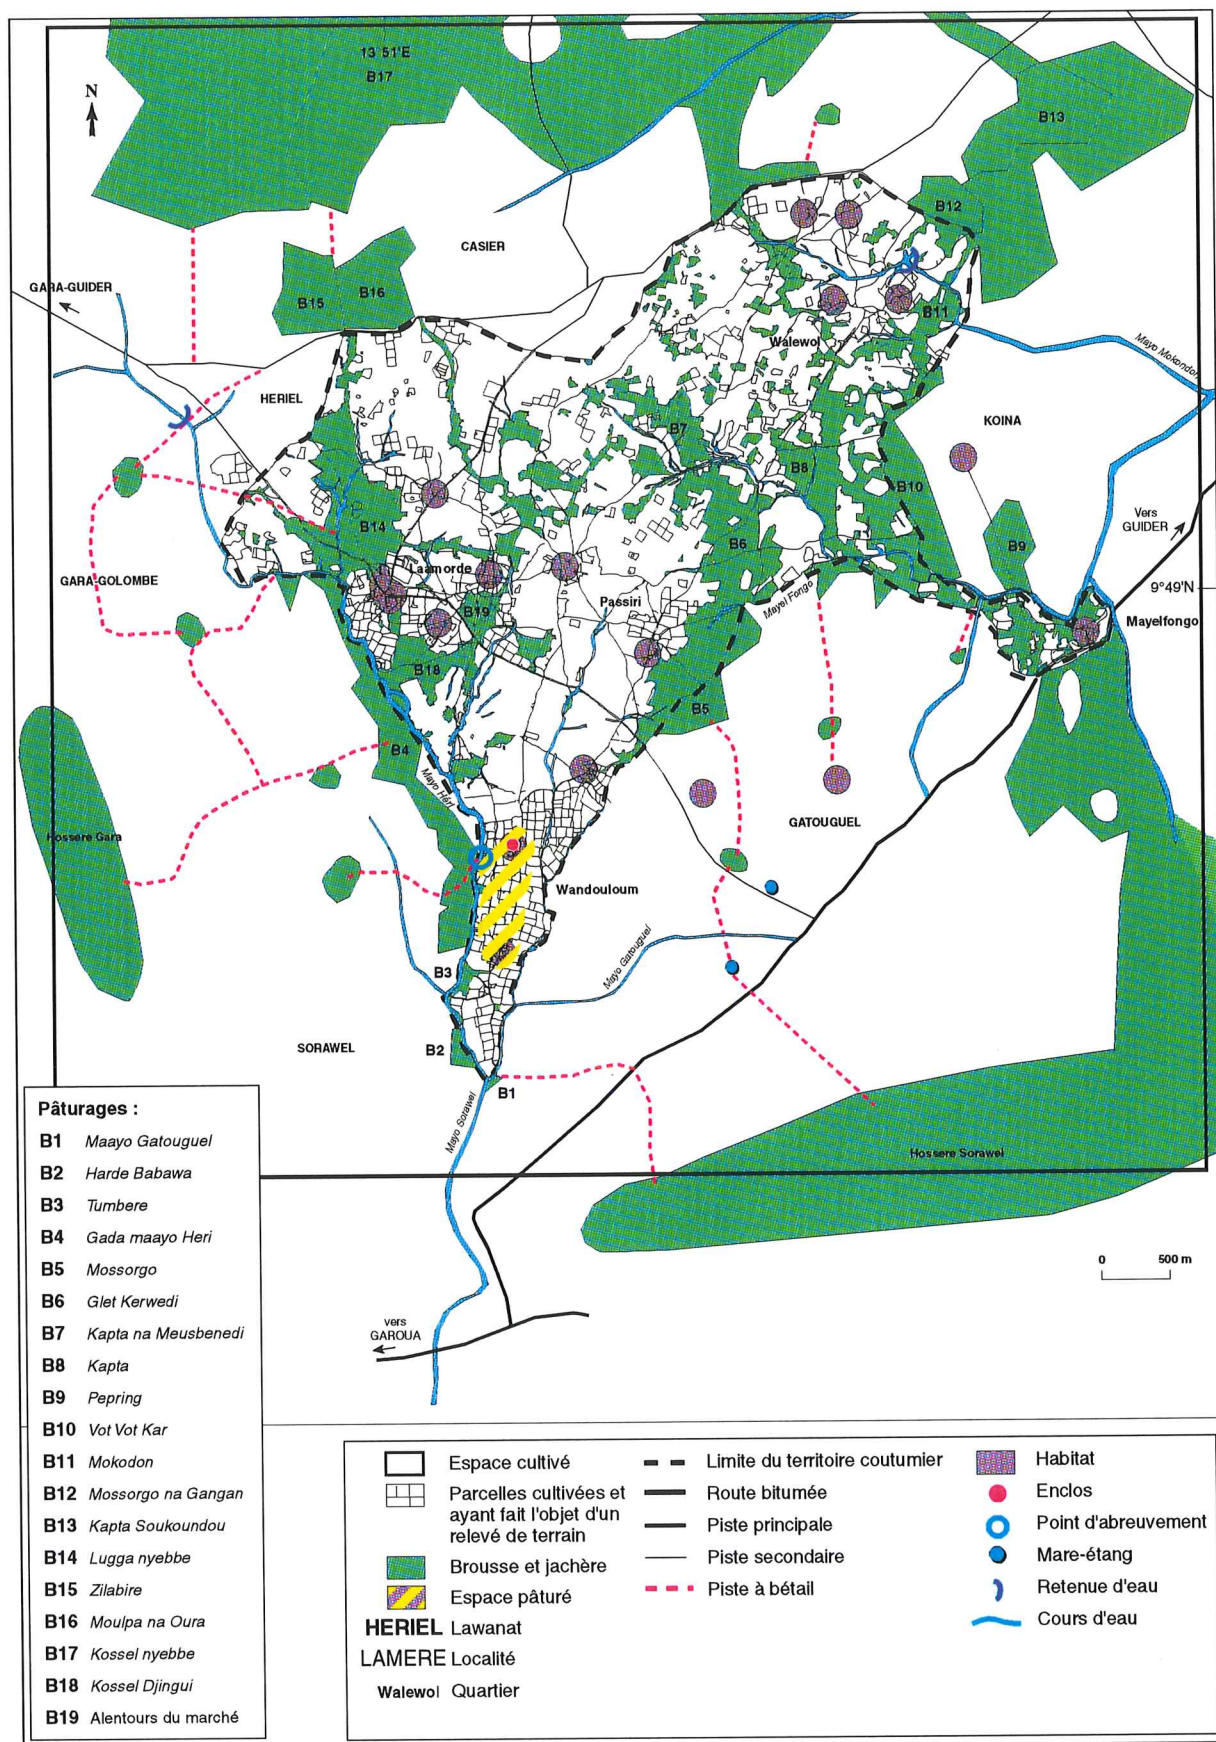 13 51'E
B17
N
B13
B12
CASIER
GARA-GUIDER
B15
B16
B11
Walewol
Mayo Mokondon
HERIEL
KOINA
B7
B8
B10
Vers
GUIDER
B14
B6
B9
Laamorde
GARA-GOLOMBE
9°49'N
Passiri
Mayel Fongo
B19
Mayelfongo
B18
B5
B4
Mayo Héri
GATOUGUEL
Hossere Gara
Wandouloum
Mayo Gatouguel
B3
SORAWEL
B2
B1
Mayo Sorawel
Hossere Sorawel
0 500 m
vers
GAROUA
Pâturages :
B1 Maayo Gatouguel
B2 Harde Babawa
B3 Tumbere
B4 Gada maayo Heri
B5 Mossorgo
B6 Glet Kerwedi
B7 Kapta na Meusbenedi
B8 Kapta
B9 Pepring
B10 Vot Vot Kar
B11 Mokodon
B12 Mossorgo na Gangan
B13 Kapta Soukoundou
B14 Lugga nyebbe
B15 Zilabire
B16 Moulpa na Oura
B17 Kossel nyebbe
B18 Kossel Djingui
B19 Alentours du marché
Espace cultivé
Parcelles cultivées et
ayant fait l'objet d'un
relevé de terrain
Brousse et jachère
Espace pâturé
HERIEL Lawanat
LAMERE Localité
Walewol Quartier
Limite du territoire coutumier
Route bitumée
Piste principale
Piste secondaire
Piste à bétail
Habitat
Enclos
Point d'abreuvement
Mare-étang
Retenue d'eau
Cours d'eau